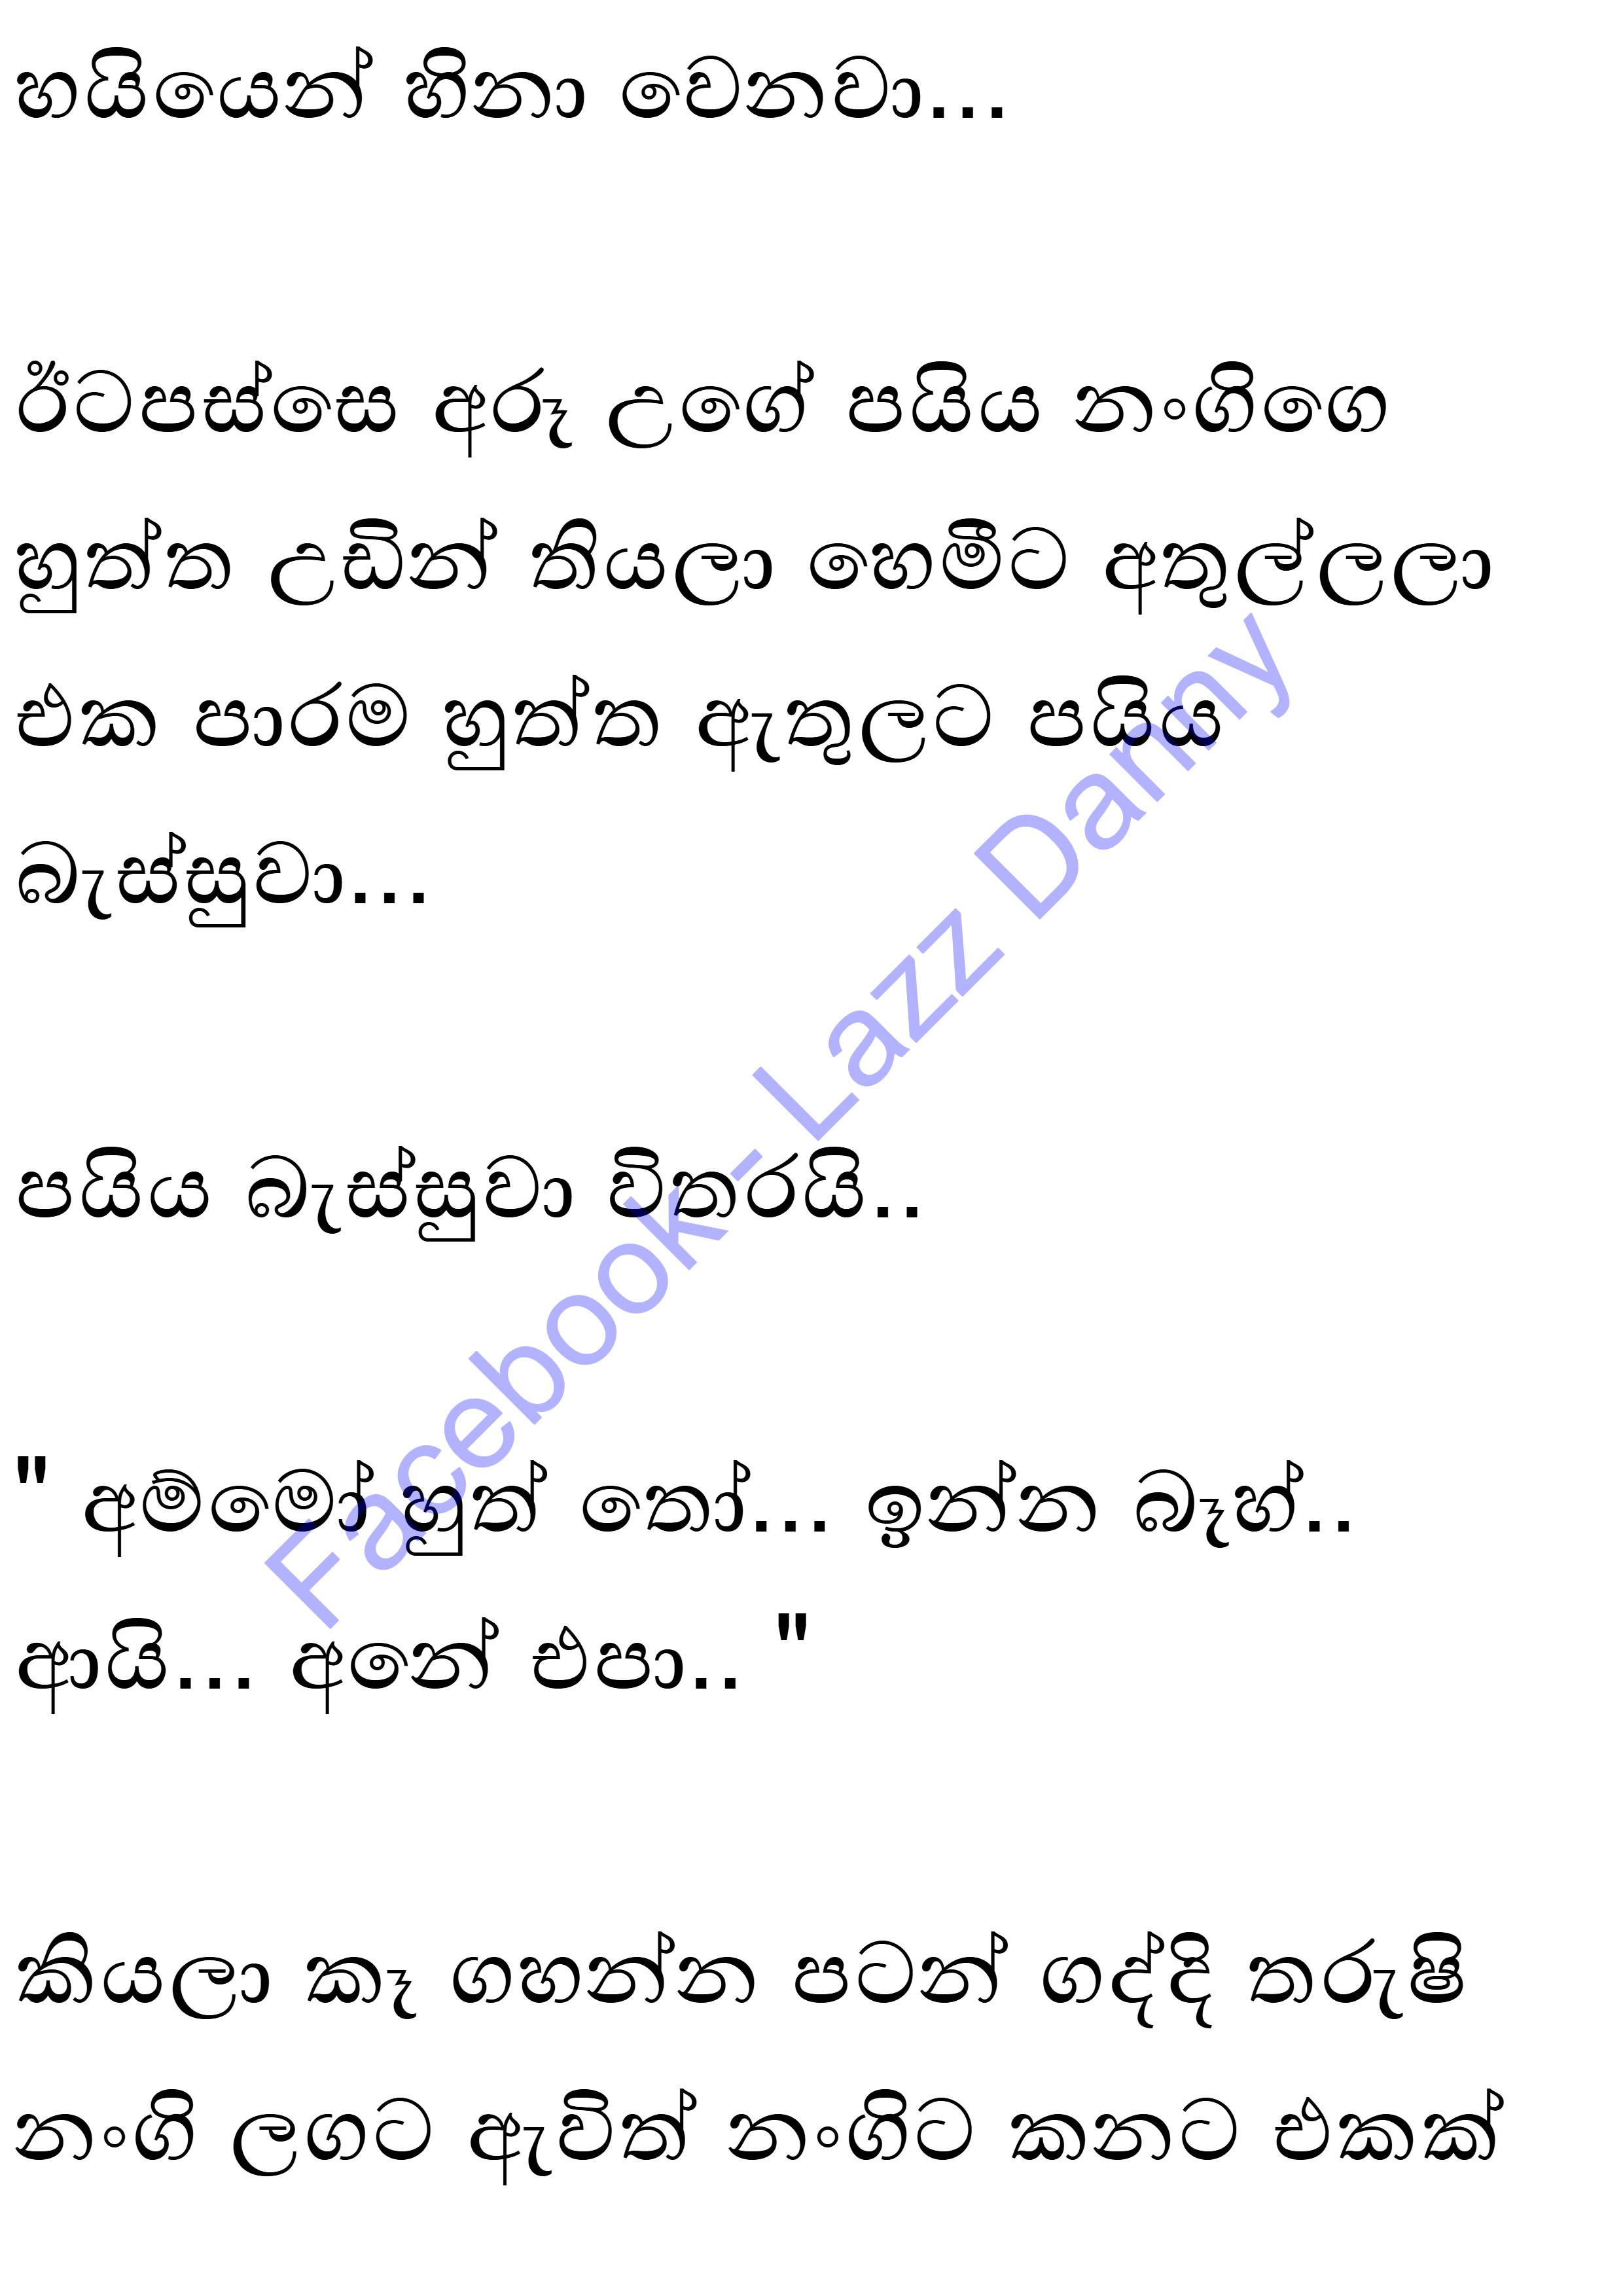 හයියෙන් හිනා වෙනවා...
ඊටපස්සෙ අරූ උගේ පයිය නංගිගෙ
හුත්ත උඩින් තියලා හෙමීට අතුල්ලලා
එක පාරම හුත්ත ඇතුලට පයිය
බැස්සුවා...
පයිය බැස්සුවා විතරයි..
" අම්මෝ හුත් තෝ... ඉන්න බෑහ්..
ආයි... අනේ එපා.. "
කියලා කෑ ගහන්න පටන් ගද්දි තරුෂි
නංගි ලගට ඇවිත් නංගිට කනට එකක්
Facebook- Lazz Danny